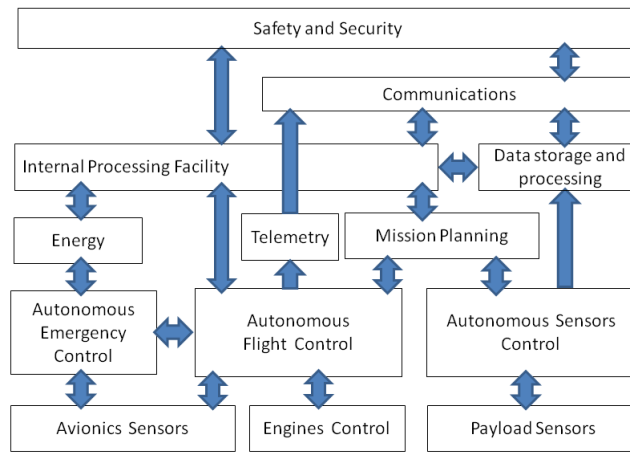 Safety and Security
Communications
Internal Processing Facility
Data storage and
processing
Energy
Telemetry
Mission Planning
Autonomous
Emergency
Control
Autonomous
Flight Control
Autonomous Sensors
Control
Avionics Sensors
Engines Control
Payload Sensors